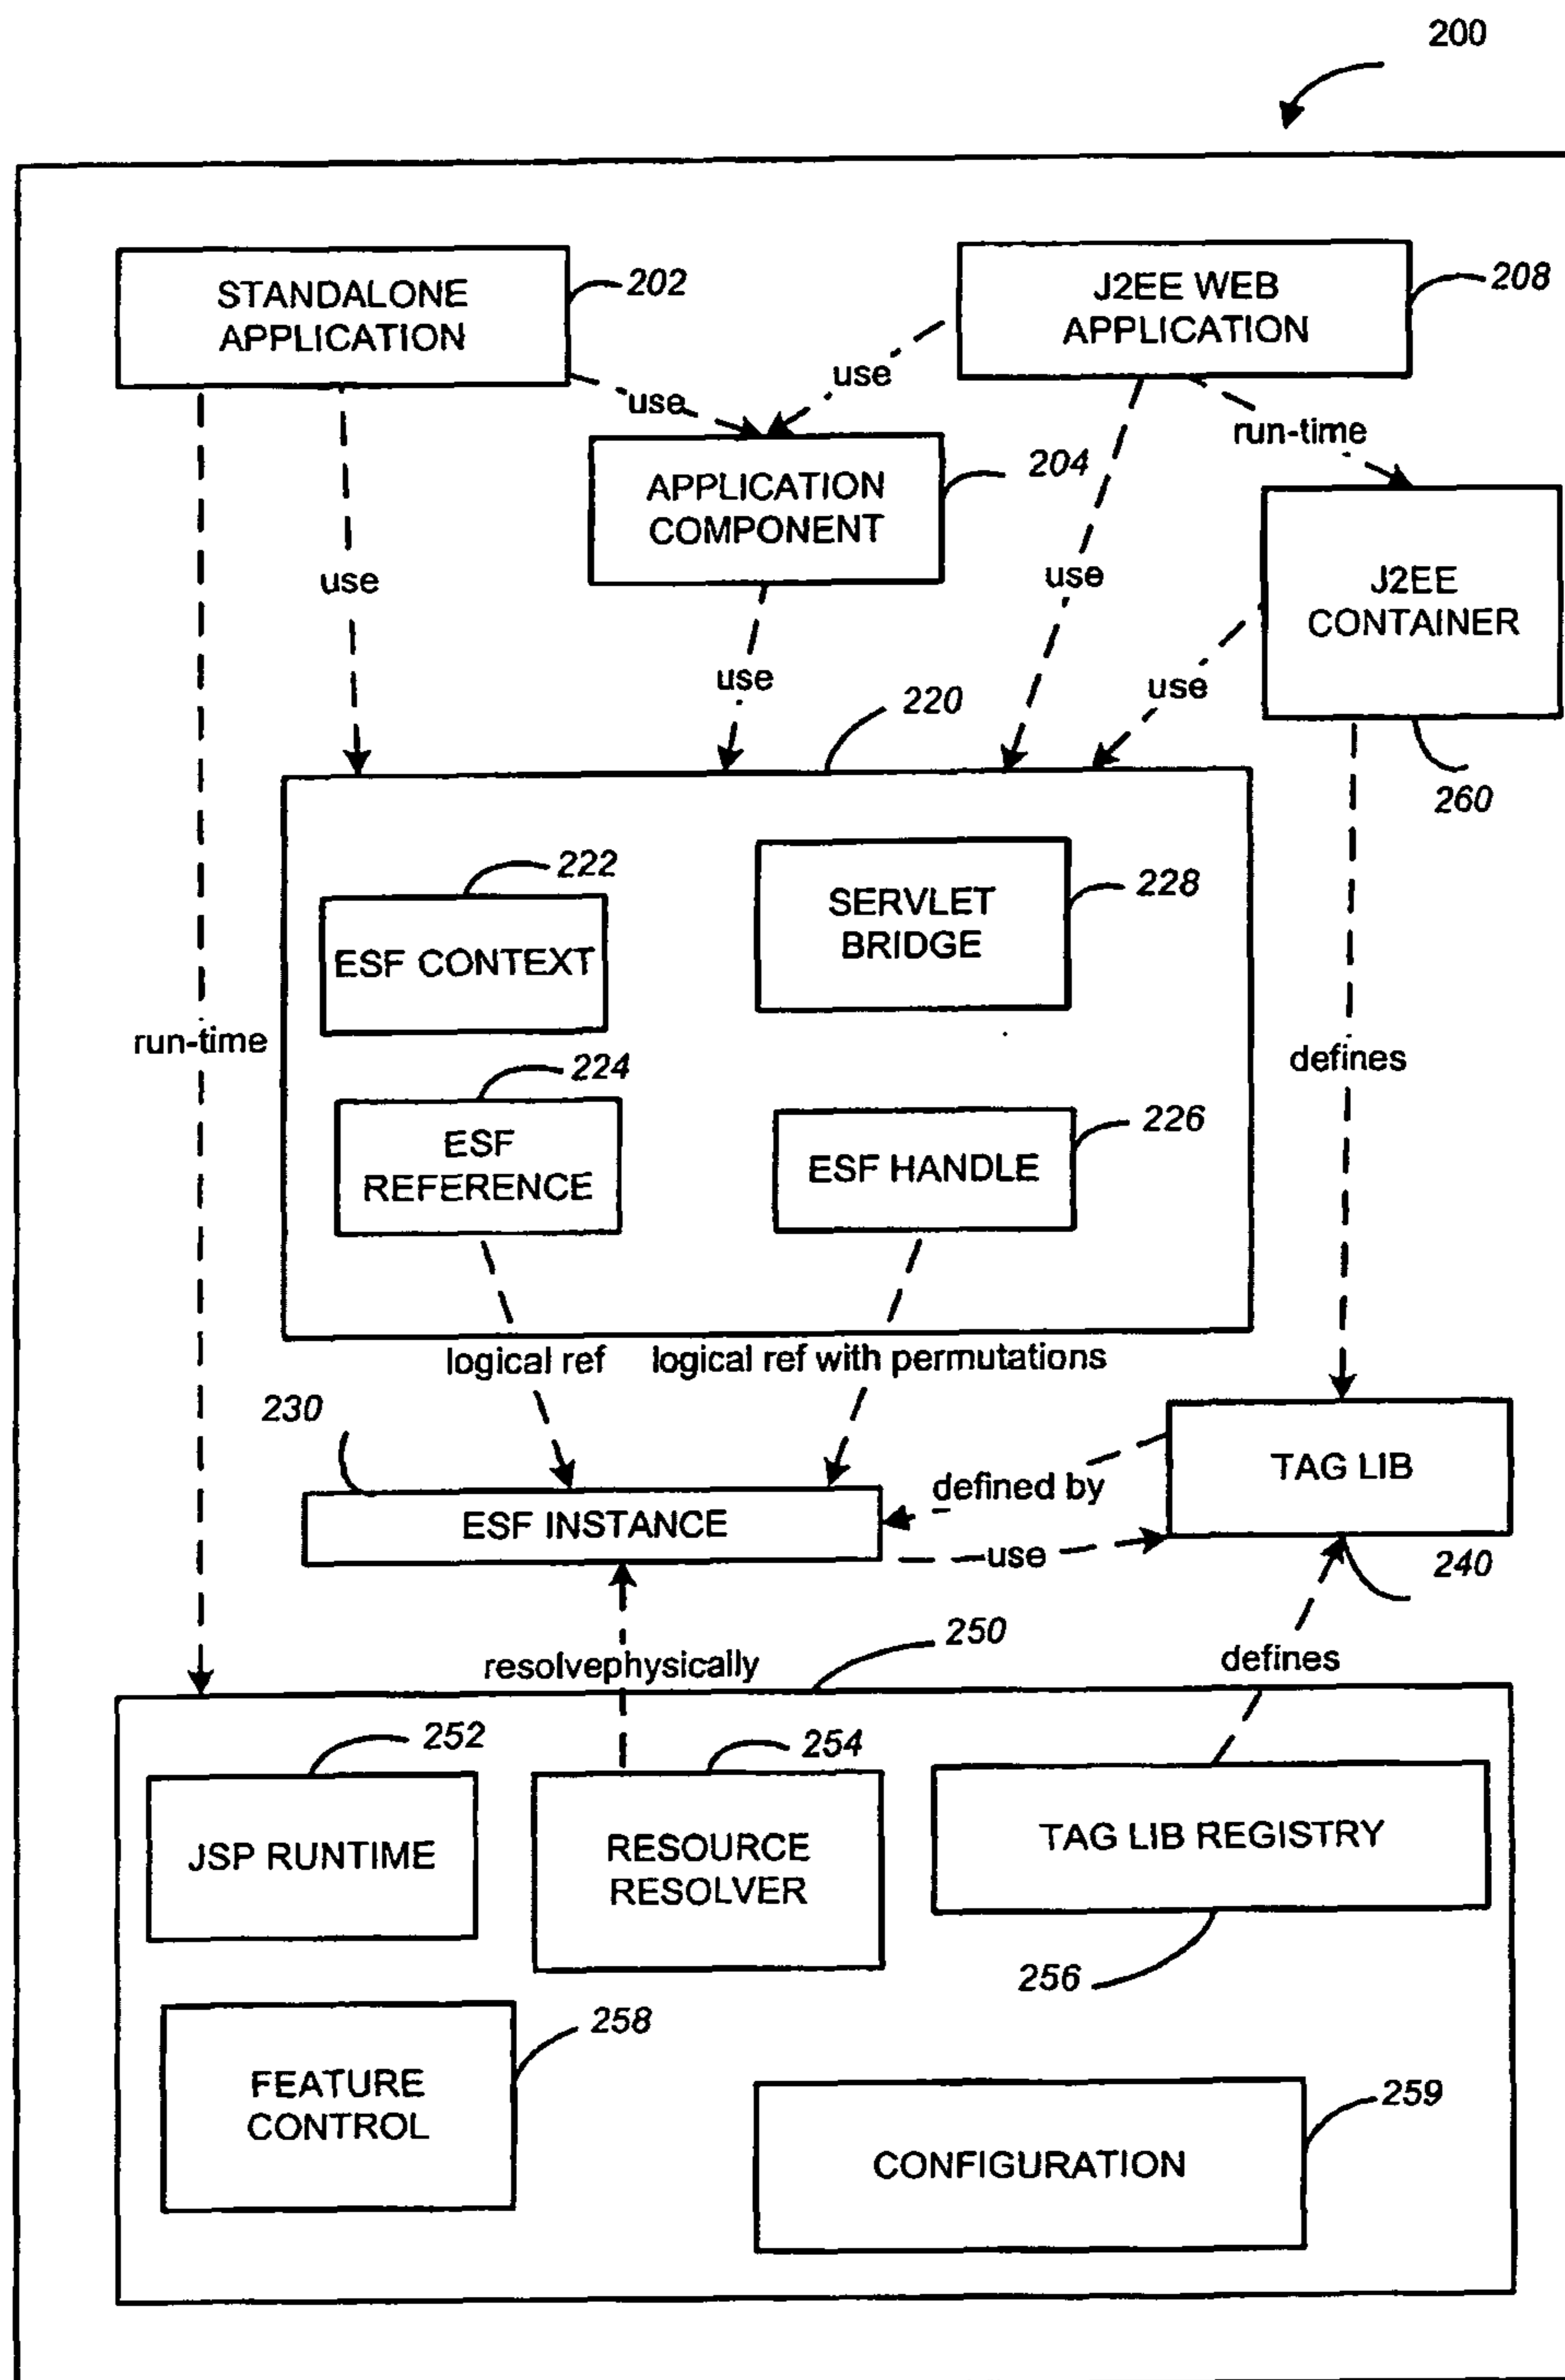 200
STANDALONE
APPLICATION
202
J2EE WEB
APPLICATION
208
use
use
run-time
APPLICATION
COMPONENT
204
J2EE
CONTAINER
use
use
use
use
220
260
222
ESF CONTEXT
SERVLET
BRIDGE
228
run-time
defines
224
ESF
REFERENCE
226
ESF HANDLE
logical ref
logical ref with permutations
230
ESF INSTANCE
defined by
use
TAG LIB
240
resolvephysically
250
defines
252
JSP RUNTIME
254
RESOURCE
RESOLVER
TAG LIB REGISTRY
256
258
FEATURE
CONTROL
259
CONFIGURATION